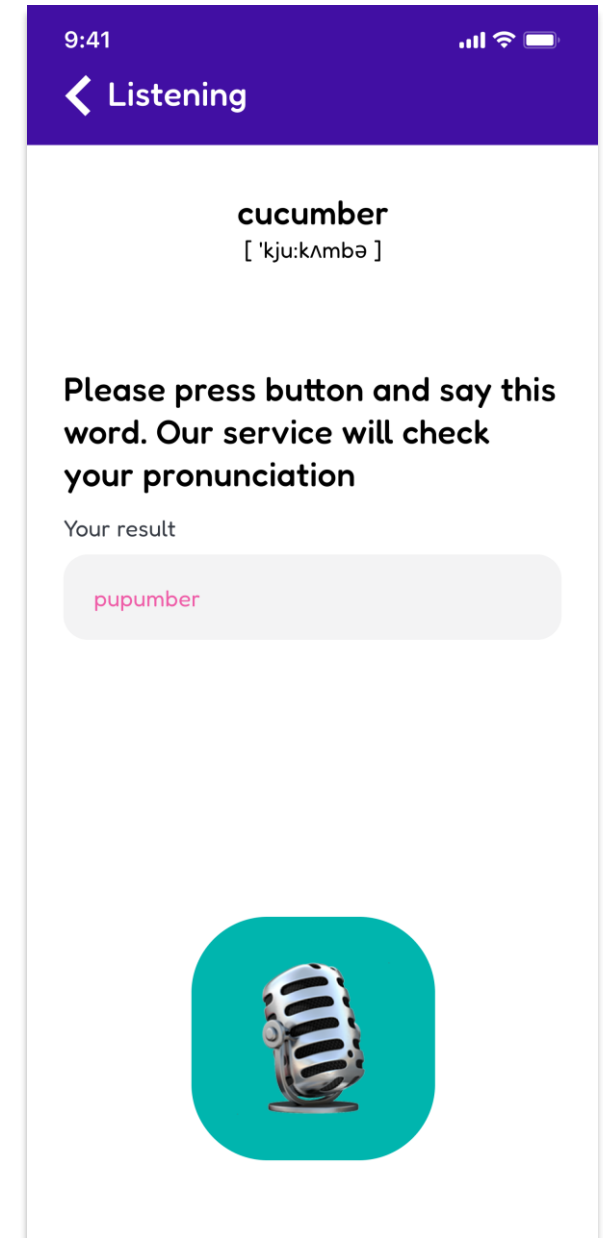 9:41
Listening
cucumber
[ 'kju:kʌmbə ]
Please press button and say this
word. Our service will check
your pronunciation
Your result
pupumber